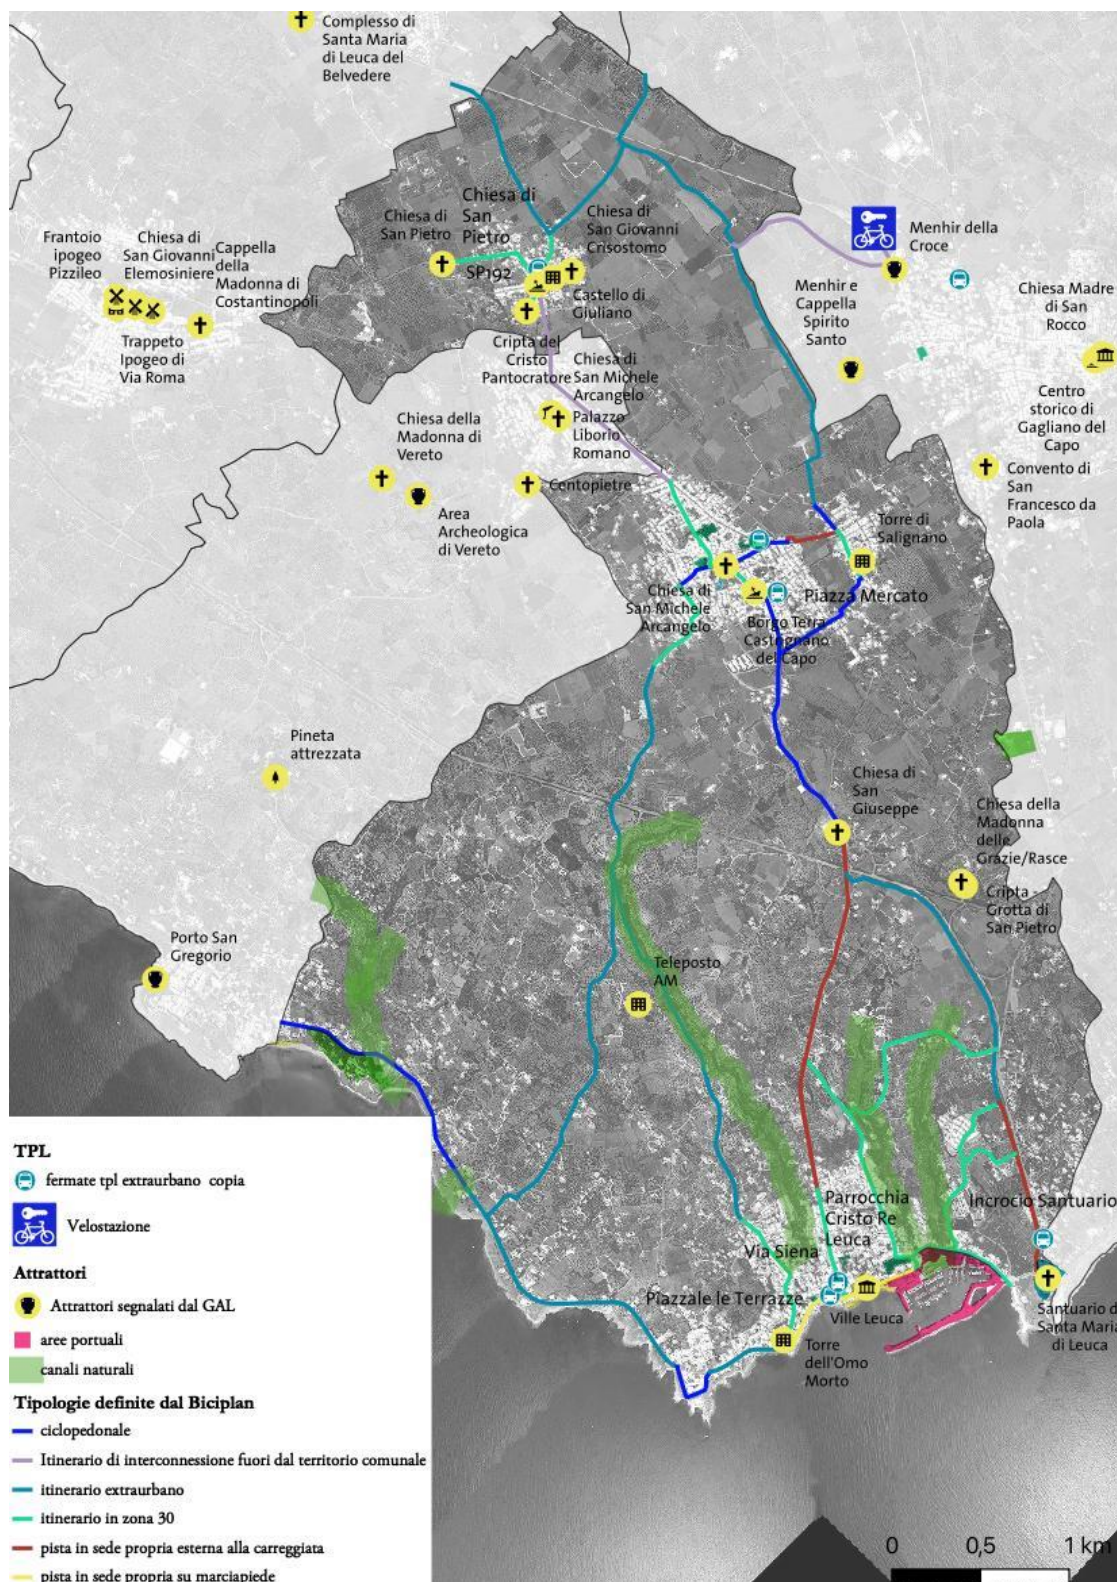 Complesso di
Santa Maria
di Leuca del
Belvedere
Chiesa di
San Pietro
Chiesa di
San
Pietro
SP192
Chiesa di
San Giovanni
Crisostomo
Menhir della
Croce
Frantoio
ipogeo
Pizzileo
Chiesa di
San Giovanni
Elemosiniere
Cappella
della
Madonna di
Costantinopoli
Castello di
Giuliano
Menhir e
Cappella
Spirito
Santo
Chiesa Madre
di San
Rocco
Trappeto
Ipogeo di
Via Roma
Cripta del
Cristo
Pantocratore
Chiesa di
San Michele
Arcangelo
Palazzo
Liborio
Romano
Chiesa della
Madonna di
Vereto
Centro
storico di
Gagliano del
Capo
Centopietre
Convento di
San
Francesco da
Paola
Area
Archeologica
di Vereto
Torre di
Salignano
Chiesa di
San Michele
Arcangelo
Piazza Mercato
Borgo Terra
Castrignano
del Capo
Pineta
attrezzata
Chiesa di
San
Giuseppe
Chiesa della
Madonna
delle
Grazie/Rasce
Cripta -
Grotta di
San Pietro
Porto San
Gregorio
Teleposto
AM
Parrocchia
Cristo Re
Leuca
Incrocio Santuario
Via Siena
Piazzale le Terrazze
Ville Leuca
Santuario d
Santa Maria
di Leuca
Torre
dell'Omo
Morto
TPL
fermate tpl extraurbano copia
Velostazione
Attrattori
Attrattori segnalati dal GAL
aree portuali
canali naturali
Tipologie definite dal Biciplan
ciclopedonale
Itinerario di interconnessione fuori dal territorio comunale
itinerario extraurbano
itinerario in zona 30
pista in sede propria esterna alla carreggiata
pista in sede propria su marciapiede
0 0,5 1 km